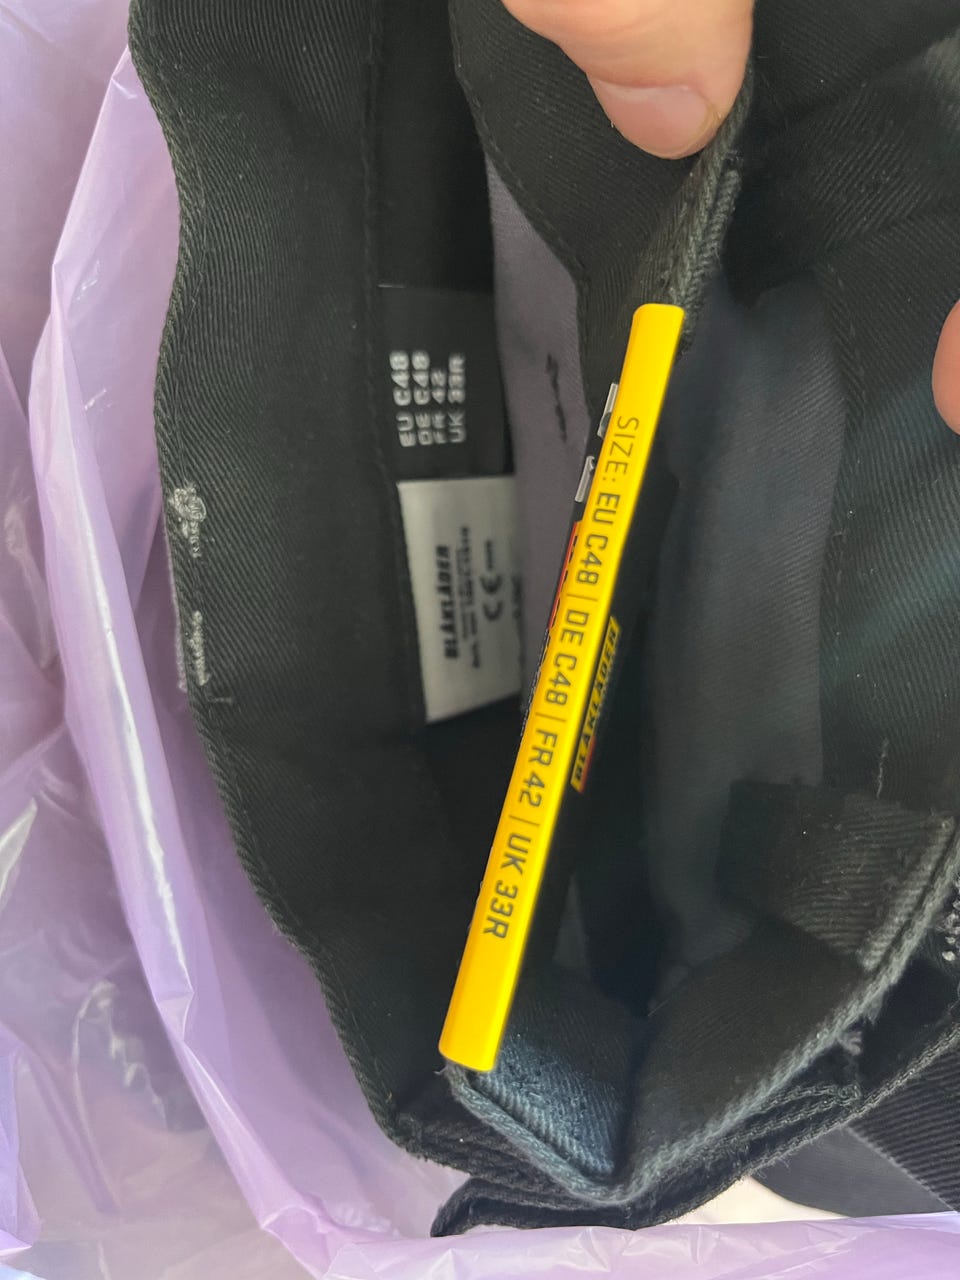 EU C48
DE C48
FR 42
UK 33R
BLÅKLÄDER
CE
SIZE: EU C48 | DE C48 | FR 42 | UK 33R
BLÅKLÄDER